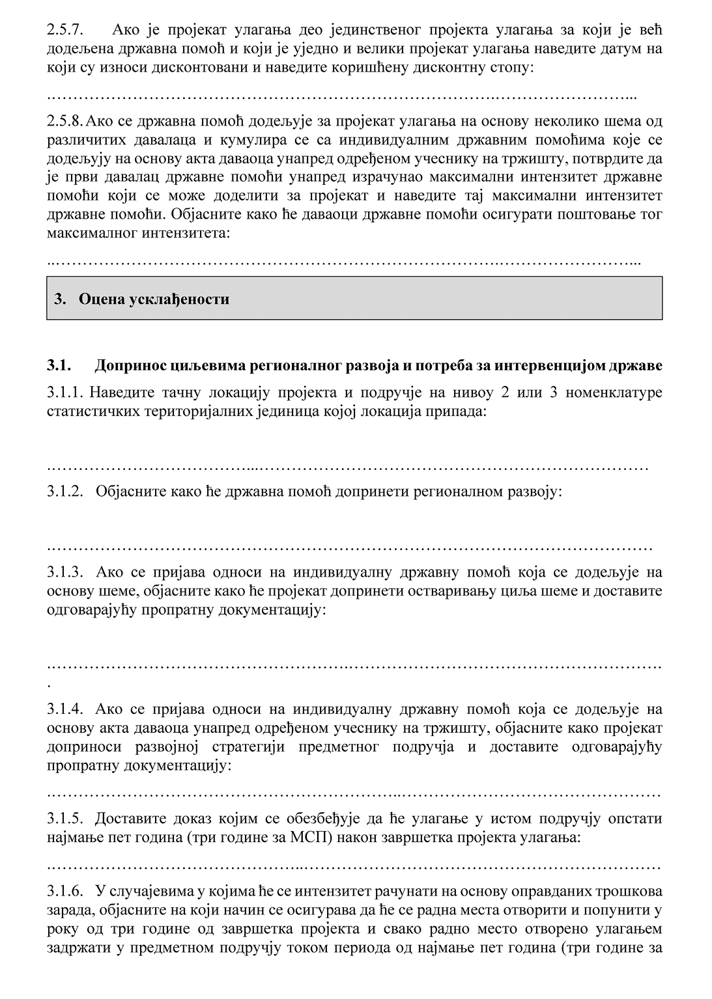 2.5.7. Ако је пројекат улагања део јединственог пројекта улагања за који је већ
додељена државна помоћ и који је уједно и велики пројекат улагања наведите датум на
који су износи дисконтовани и наведите коришћену дисконтну стопу:
….……………………………………………………………………….……………………...
2.5.8. Ако се државна помоћ додељује за пројекат улагања на основу неколико шема од
различитих давалаца и кумулира се са индивидуалним државним помоћима које се
додељују на основу акта даваоца унапред одређеном учеснику на тржишту, потврдите да
је први давалац државне помоћи унапред израчунао максимални интензитет државне
помоћи који се може доделити за пројекат и наведите тај максимални интензитет
државне помоћи. Објасните како ће даваоци државне помоћи осигурати поштовање тог
максималног интензитета:
..……………………………………………………………………….……………………...
3. Оцена усклађености
3.1. Допринос циљевима регионалног развоја и потреба за интервенцијом државе
3.1.1. Наведите тачну локацију пројекта и подручје на нивоу 2 или 3 номенклатуре
статистичких територијалних јединица којој локација припада:
.………………………………...………………………………………………………………
3.1.2. Објасните како ће државна помоћ допринети регионалном развоју:
.…………………………………………………………………………………………………
3.1.3. Ако се пријава односи на индивидуалну државну помоћ која се додељује на
основу шеме, објасните како ће пројекат допринети остваривању циља шеме и доставите
одговарајућу пропратну документацију:
.……………………………………………….………………………………………………….
.
3.1.4. Ако се пријава односи на индивидуалну државну помоћ која се додељује на
основу акта даваоца унапред одређеном учеснику на тржишту, објасните како пројекат
доприноси развојној стратегији предметног подручја и доставите одговарајућу
пропратну документацију:
.………………………………………………………..…………………………………………
3.1.5. Доставите доказ којим се обезбеђује да ће улагање у истом подручју опстати
најмање пет година (три године за МСП) након завршетка пројекта улагања:
.………………………………………..…………………………………………………………
3.1.6. У случајевима у којима ће се интензитет рачунати на основу оправданих трошкова
зарада, објасните на који начин се осигурава да ће се радна места отворити и попунити у
року од три године од завршетка пројекта и свако радно место отворено улагањем
задржати у предметном подручју током периода од најмање пет година (три године за